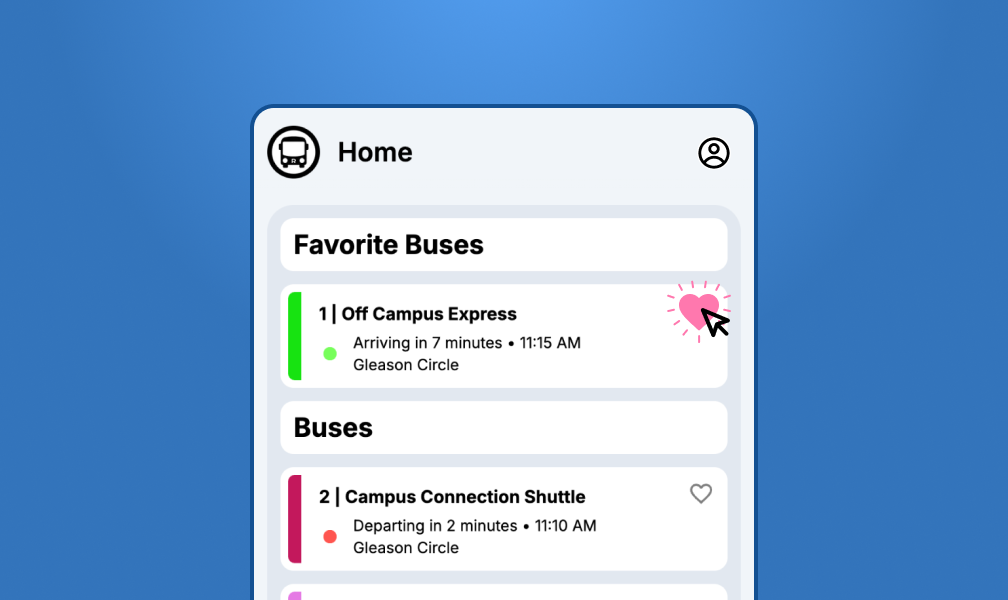 Home
Favorite Buses
1 | Off Campus Express
Arriving in 7 minutes • 11:15 AM
Gleason Circle
Buses
2 | Campus Connection Shuttle
Departing in 2 minutes • 11:10 AM
Gleason Circle